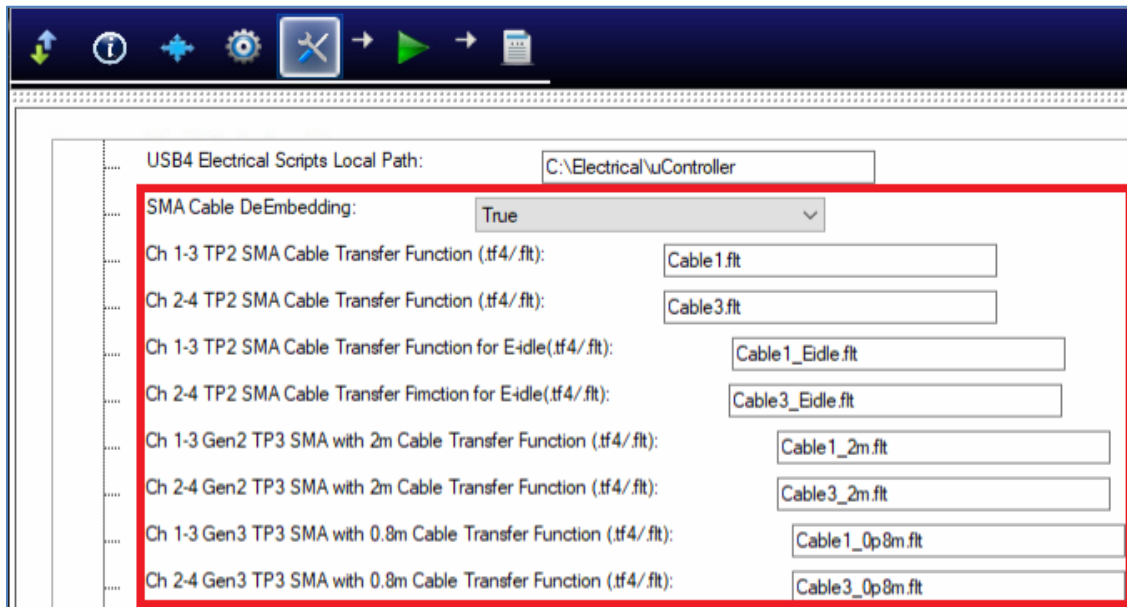 USB4 Electrical Scripts Local Path: C:\Electrical\uController
SMA Cable DeEmbedding: True
Ch 1-3 TP2 SMA Cable Transfer Function (.tf4/.flt): Cable1.flt
Ch 2-4 TP2 SMA Cable Transfer Function (.tf4/.flt): Cable3.flt
Ch 1-3 TP2 SMA Cable Transfer Function for E-idle(.tf4/.flt): Cable1_Eidle.flt
Ch 2-4 TP2 SMA Cable Transfer Fimction for E-idle(.tf4/.flt): Cable3_Eidle.flt
Ch 1-3 Gen2 TP3 SMA with 2m Cable Transfer Function (.tf4/.flt): Cable1_2m.flt
Ch 2-4 Gen2 TP3 SMA with 2m Cable Transfer Function (.tf4/.flt): Cable3_2m.flt
Ch 1-3 Gen3 TP3 SMA with 0.8m Cable Transfer Function (.tf4/.flt): Cable1_0p8m.flt
Ch 2-4 Gen3 TP3 SMA with 0.8m Cable Transfer Function (.tf4/.flt): Cable3_0p8m.flt